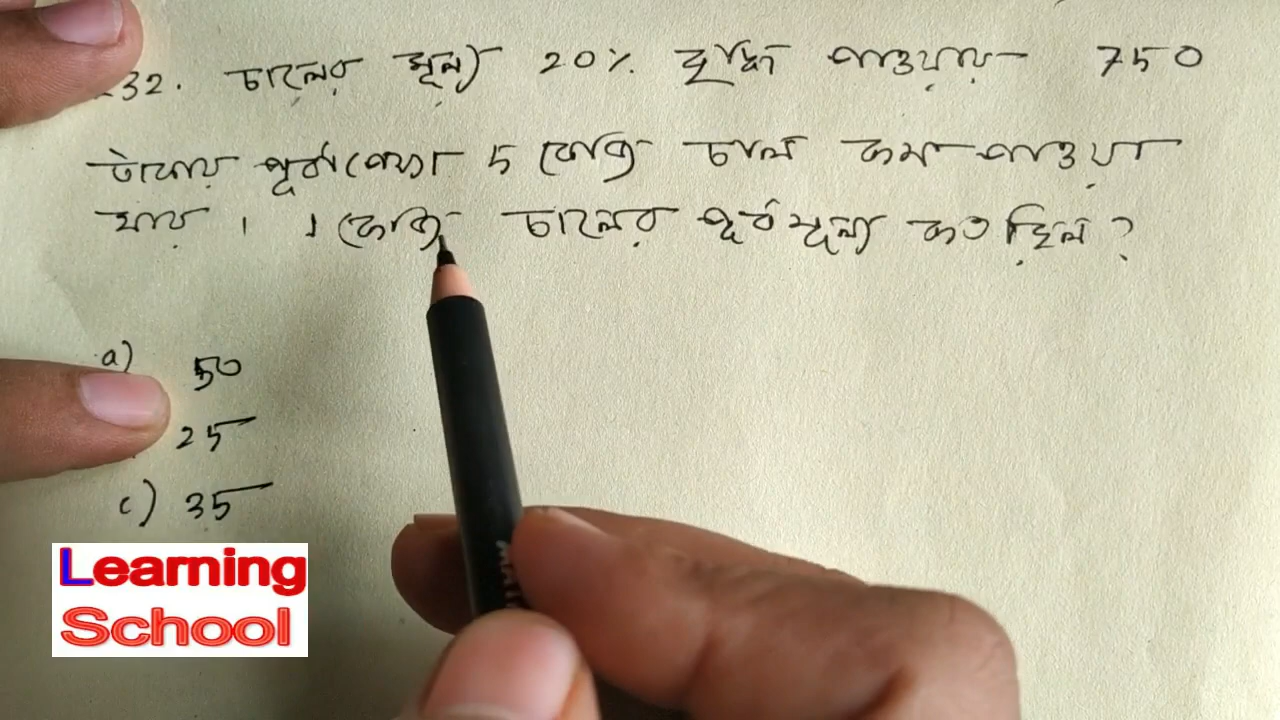 32. চালের মূল্য 20% বৃদ্ধি পাওয়ায় 750
টাকায় পূর্বাপেক্ষা 5 কেজি চাল কম পাওয়া
যায়। 1 কেজি চালের পূর্বমূল্য কত ছিল?
a) 50
25
c) 35
Learning
School